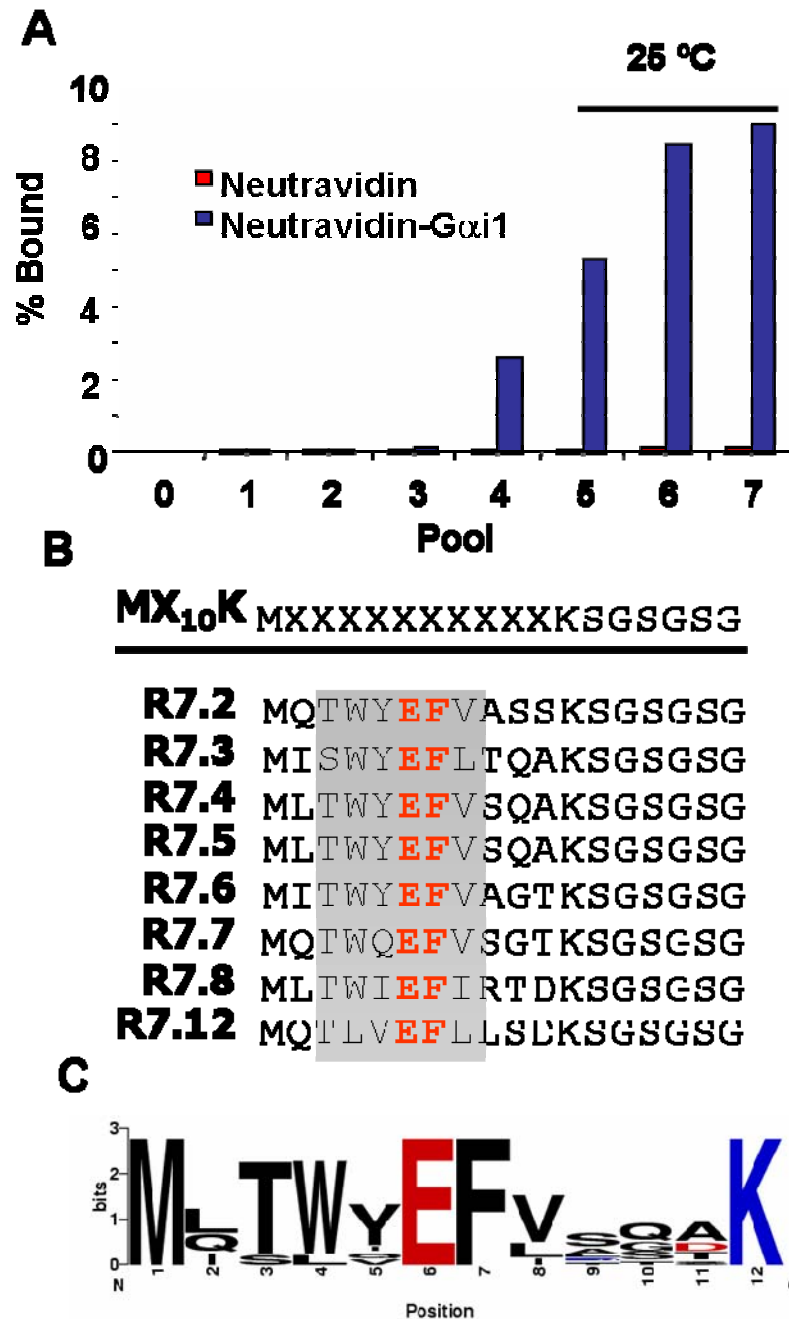 A
25 °C
10
8
6
4
2
0
% Bound
Neutravidin
Neutravidin-Gαi1
0 1 2 3 4 5 6 7
Pool
B
MX₁₀K MXXXXXXXXXXKSGSGSG
R7.2 MQTWYEFVASSKSGSGSG
R7.3 MISWYEFLTQAKSGSGSG
R7.4 MLTWYEFVSQAKSGSGSG
R7.5 MLTWYEFVSQAKSGSGSG
R7.6 MITWYEFVAGTKSGSGSG
R7.7 MQTWQEFVSGTKSGSGSG
R7.8 MLTWIEFIRTDKSGSGSG
R7.12 MQTLVEFLLSDKSGSGSG
C
3
2
1
0
bits
MLTWYEFVSQAK
N 1 2 3 4 5 6 7 8 9 10 11 12
Position